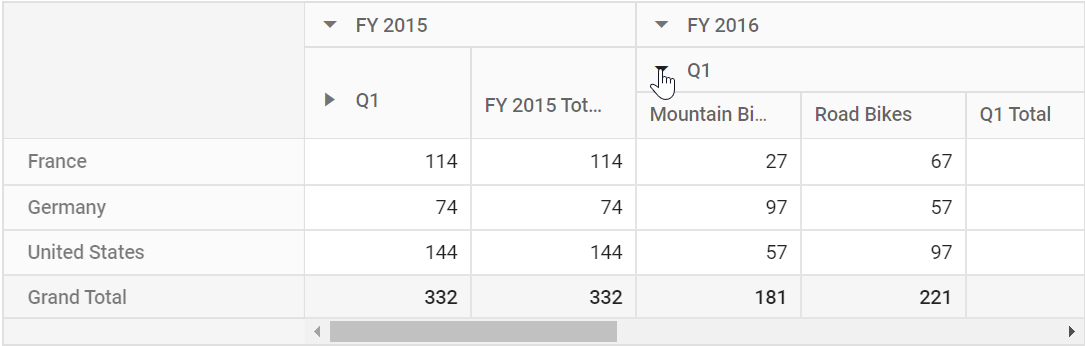 FY 2015 FY 2016
Q1 FY 2015 Tot... Q1
Mountain Bi... Road Bikes Q1 Total
France 114 114 27 67
Germany 74 74 97 57
United States 144 144 57 97
Grand Total 332 332 181 221